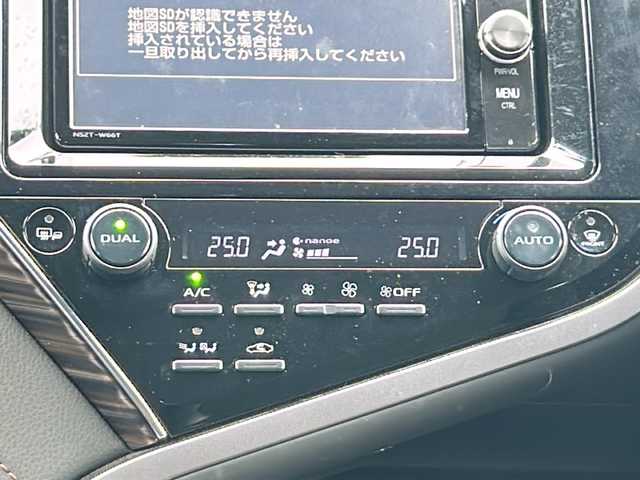 地図SDが認識できません
地図SDを挿入してください
挿入されている場合は
一旦取り出してから再挿入してください
PWR•VOL
MENU
CTRL
NSZT-W66T
DUAL
25.0
nanoe
25.0
AUTO
FRONT
A/C
OFF